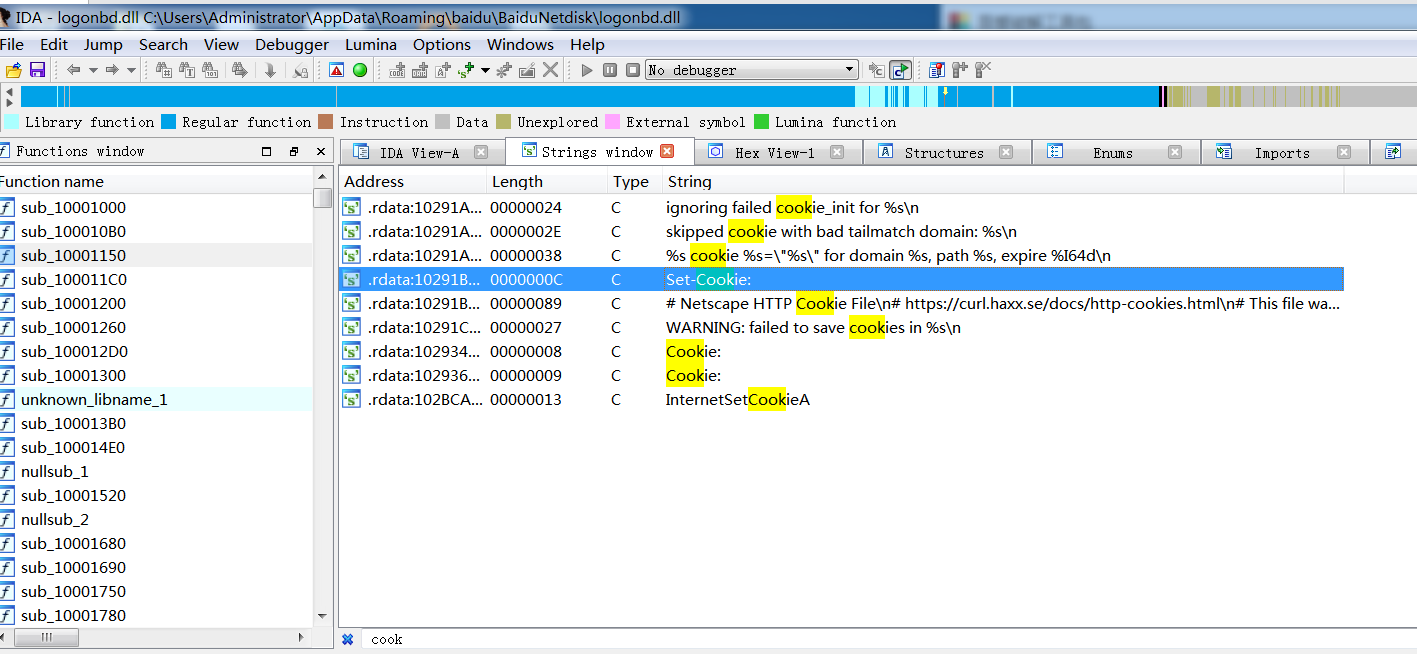 IDA - logonbd.dll C:\Users\Administrator\AppData\Roaming\baidu\BaiduNetdisk\logonbd.dll
File Edit Jump Search View Debugger Lumina Options Windows Help
No debugger
Library function Regular function Instruction Data Unexplored External symbol Lumina function
Functions window
IDA View-A Strings window Hex View-1 Structures Enums Imports
Function name
sub_10001000
sub_100010B0
sub_10001150
sub_100011C0
sub_10001200
sub_10001260
sub_100012D0
sub_10001300
unknown_libname_1
sub_100013B0
sub_100014E0
nullsub_1
sub_10001520
nullsub_2
sub_10001680
sub_10001690
sub_10001750
sub_10001780
Address Length Type String
.rdata:10291A... 00000024 C ignoring failed cookie_init for %s\n
.rdata:10291A... 0000002E C skipped cookie with bad tailmatch domain: %s\n
.rdata:10291A... 00000038 C %s cookie %s=\"%s\" for domain %s, path %s, expire %I64d\n
.rdata:10291B... 0000000C C Set-Cookie:
.rdata:10291B... 00000089 C # Netscape HTTP Cookie File\n# https://curl.haxx.se/docs/http-cookies.html\n# This file wa...
.rdata:10291C... 00000027 C WARNING: failed to save cookies in %s\n
.rdata:102934... 00000008 C Cookie:
.rdata:102936... 00000009 C Cookie:
.rdata:102BCA... 00000013 C InternetSetCookieA
cook